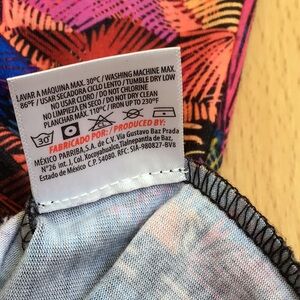 LAVAR A MÁQUINA MAX. 30°C / WASHING MACHINE MAX.
86°F / USAR SECADORA CICLO LENTO / TUMBLE DRY LOW
NO USAR CLORO / DO NOT BLEACH
NO LIMPIEZA EN SECO / DO NOT DRY CLEAN
PLANCHAR MAX. 110°C / IRON UP TO 230°F
30
FABRICADO POR: / PRODUCED BY:
MÉXICO PARRIBA, S.A. de C.V. Vía Gustavo Baz Prada
N°26 int. J, Col. Xocoyahualco, Tlalnepantla de Baz,
Estado de México C.P. 54080. RFC: SIA-980827-BV8